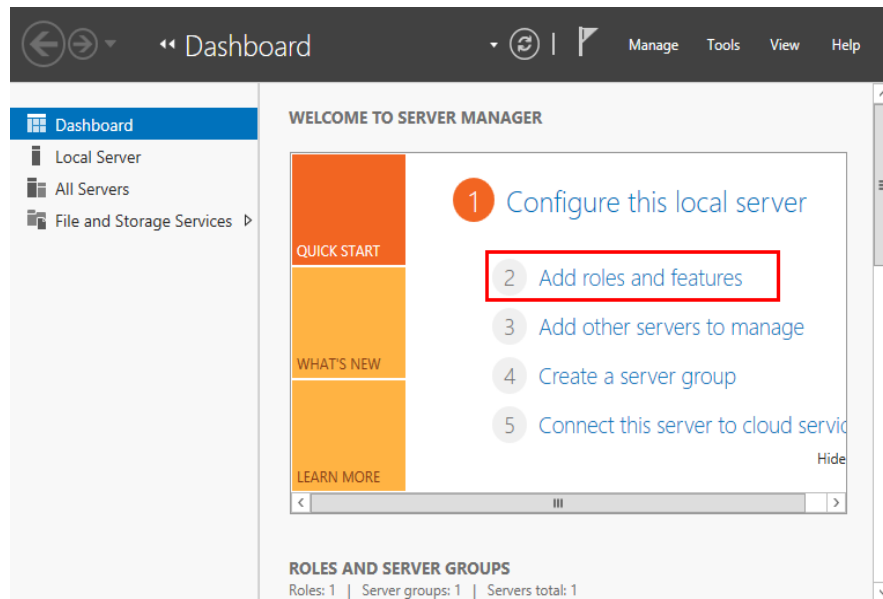 Dashboard
Manage Tools View Help
Dashboard
Local Server
All Servers
File and Storage Services
WELCOME TO SERVER MANAGER
QUICK START
WHAT'S NEW
LEARN MORE
1 Configure this local server
2 Add roles and features
3 Add other servers to manage
4 Create a server group
5 Connect this server to cloud servic
Hide
ROLES AND SERVER GROUPS
Roles: 1 | Server groups: 1 | Servers total: 1